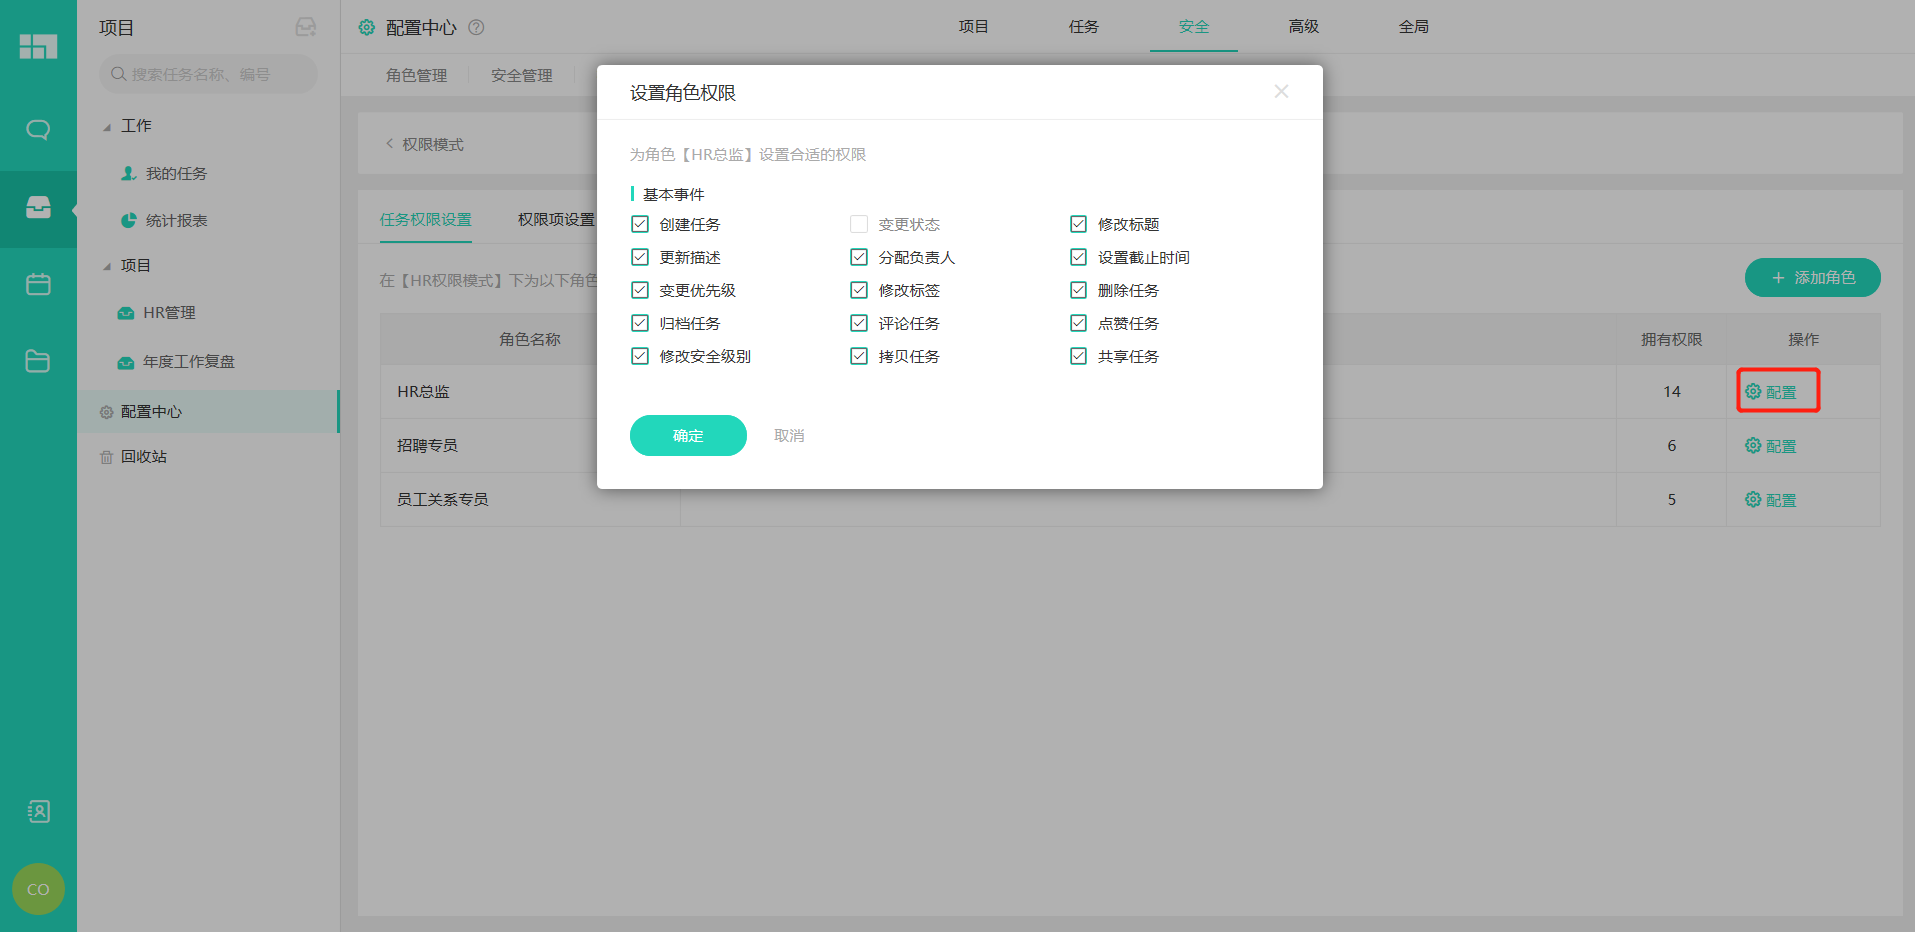 项目
搜索任务名称、编号
工作
我的任务
统计报表
项目
HR管理
年度工作复盘
配置中心
回收站
CO
配置中心
项目
任务
安全
高级
全局
角色管理
安全管理
权限模式
任务权限设置
权限项设置
在【HR权限模式】下为以下角色
添加角色
角色名称
拥有权限
操作
HR总监
14
配置
招聘专员
6
配置
员工关系专员
5
配置
设置角色权限
为角色【HR总监】设置合适的权限
基本事件
创建任务
变更状态
修改标题
更新描述
分配负责人
设置截止时间
变更优先级
修改标签
删除任务
归档任务
评论任务
点赞任务
修改安全级别
拷贝任务
共享任务
确定
取消